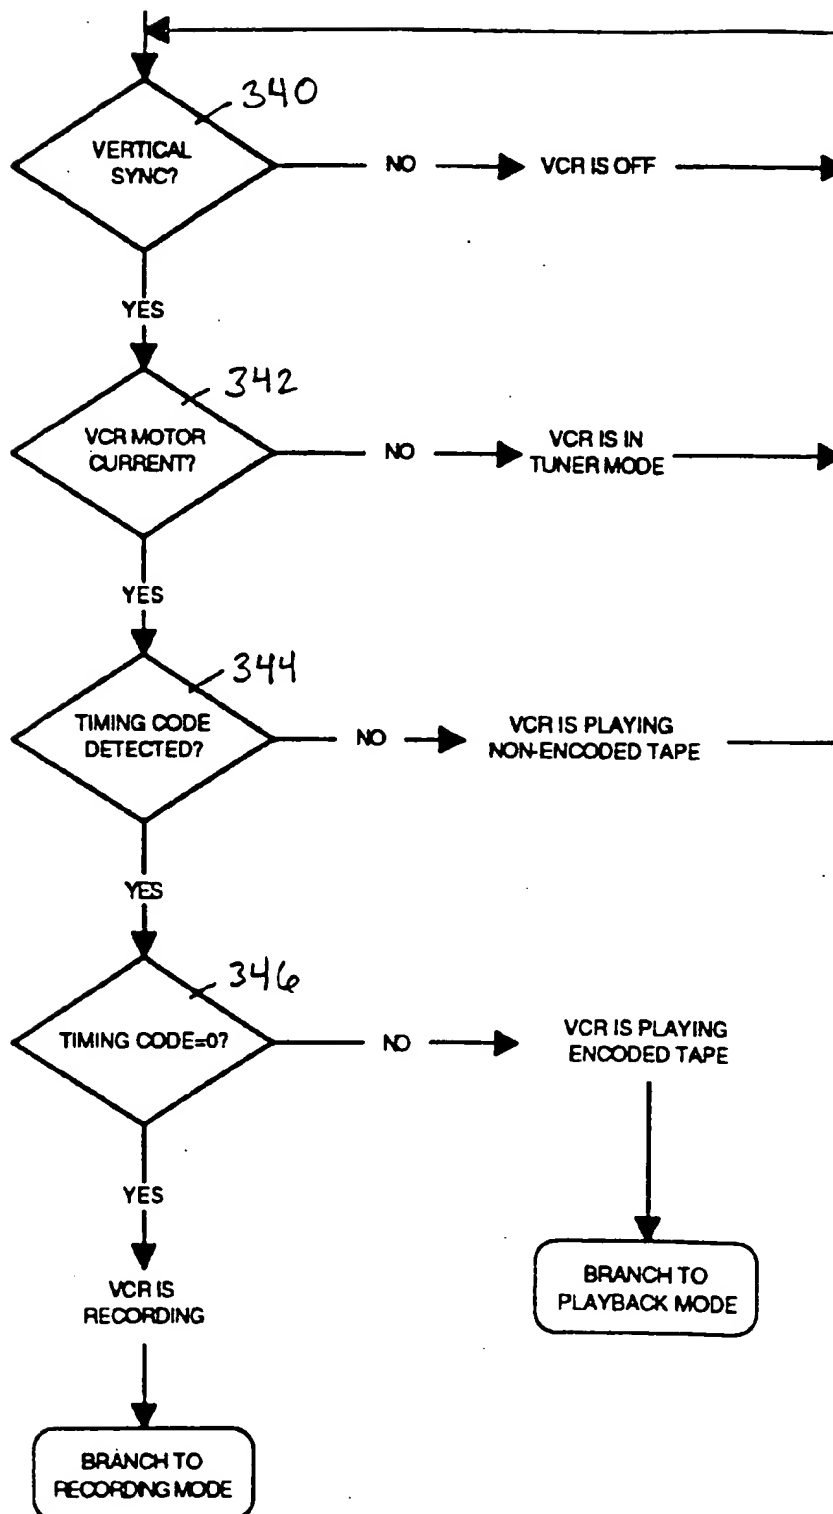 340
VERTICAL
SYNC?
NO
VCR IS OFF
YES
342
VCR MOTOR
CURRENT?
NO
VCR IS IN
TUNER MODE
YES
344
TIMING CODE
DETECTED?
NO
VCR IS PLAYING
NON-ENCODED TAPE
YES
346
TIMING CODE=0?
NO
VCR IS PLAYING
ENCODED TAPE
YES
VCR IS
RECORDING
BRANCH TO
PLAYBACK MODE
BRANCH TO
RECORDING MODE